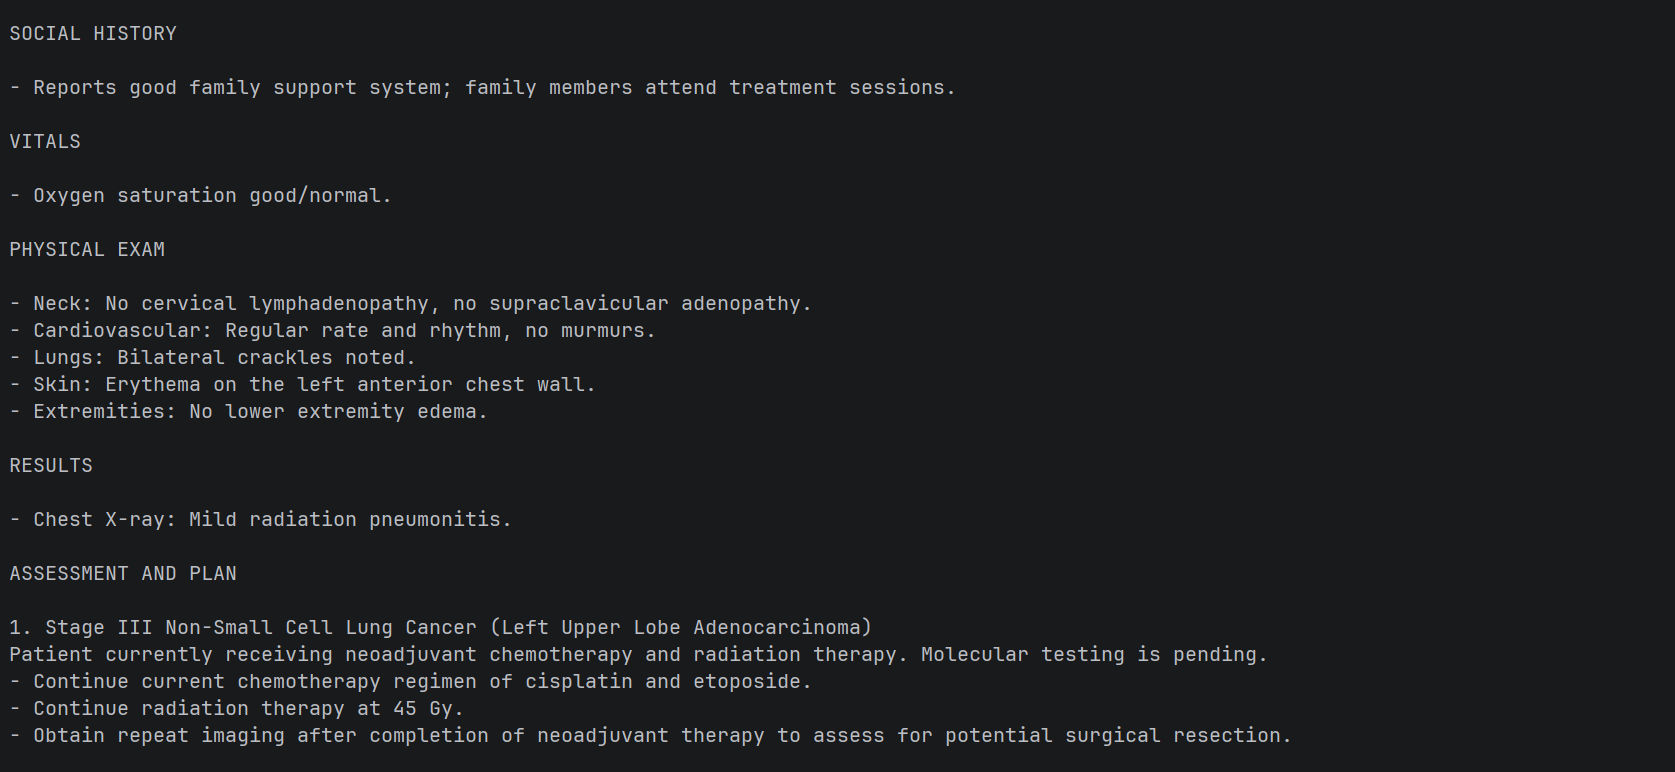 SOCIAL HISTORY
- Reports good family support system; family members attend treatment sessions.
VITALS
- Oxygen saturation good/normal.
PHYSICAL EXAM
- Neck: No cervical lymphadenopathy, no supraclavicular adenopathy.
- Cardiovascular: Regular rate and rhythm, no murmurs.
- Lungs: Bilateral crackles noted.
- Skin: Erythema on the left anterior chest wall.
- Extremities: No lower extremity edema.
RESULTS
- Chest X-ray: Mild radiation pneumonitis.
ASSESSMENT AND PLAN
1. Stage III Non-Small Cell Lung Cancer (Left Upper Lobe Adenocarcinoma)
Patient currently receiving neoadjuvant chemotherapy and radiation therapy. Molecular testing is pending.
- Continue current chemotherapy regimen of cisplatin and etoposide.
- Continue radiation therapy at 45 Gy.
- Obtain repeat imaging after completion of neoadjuvant therapy to assess for potential surgical resection.